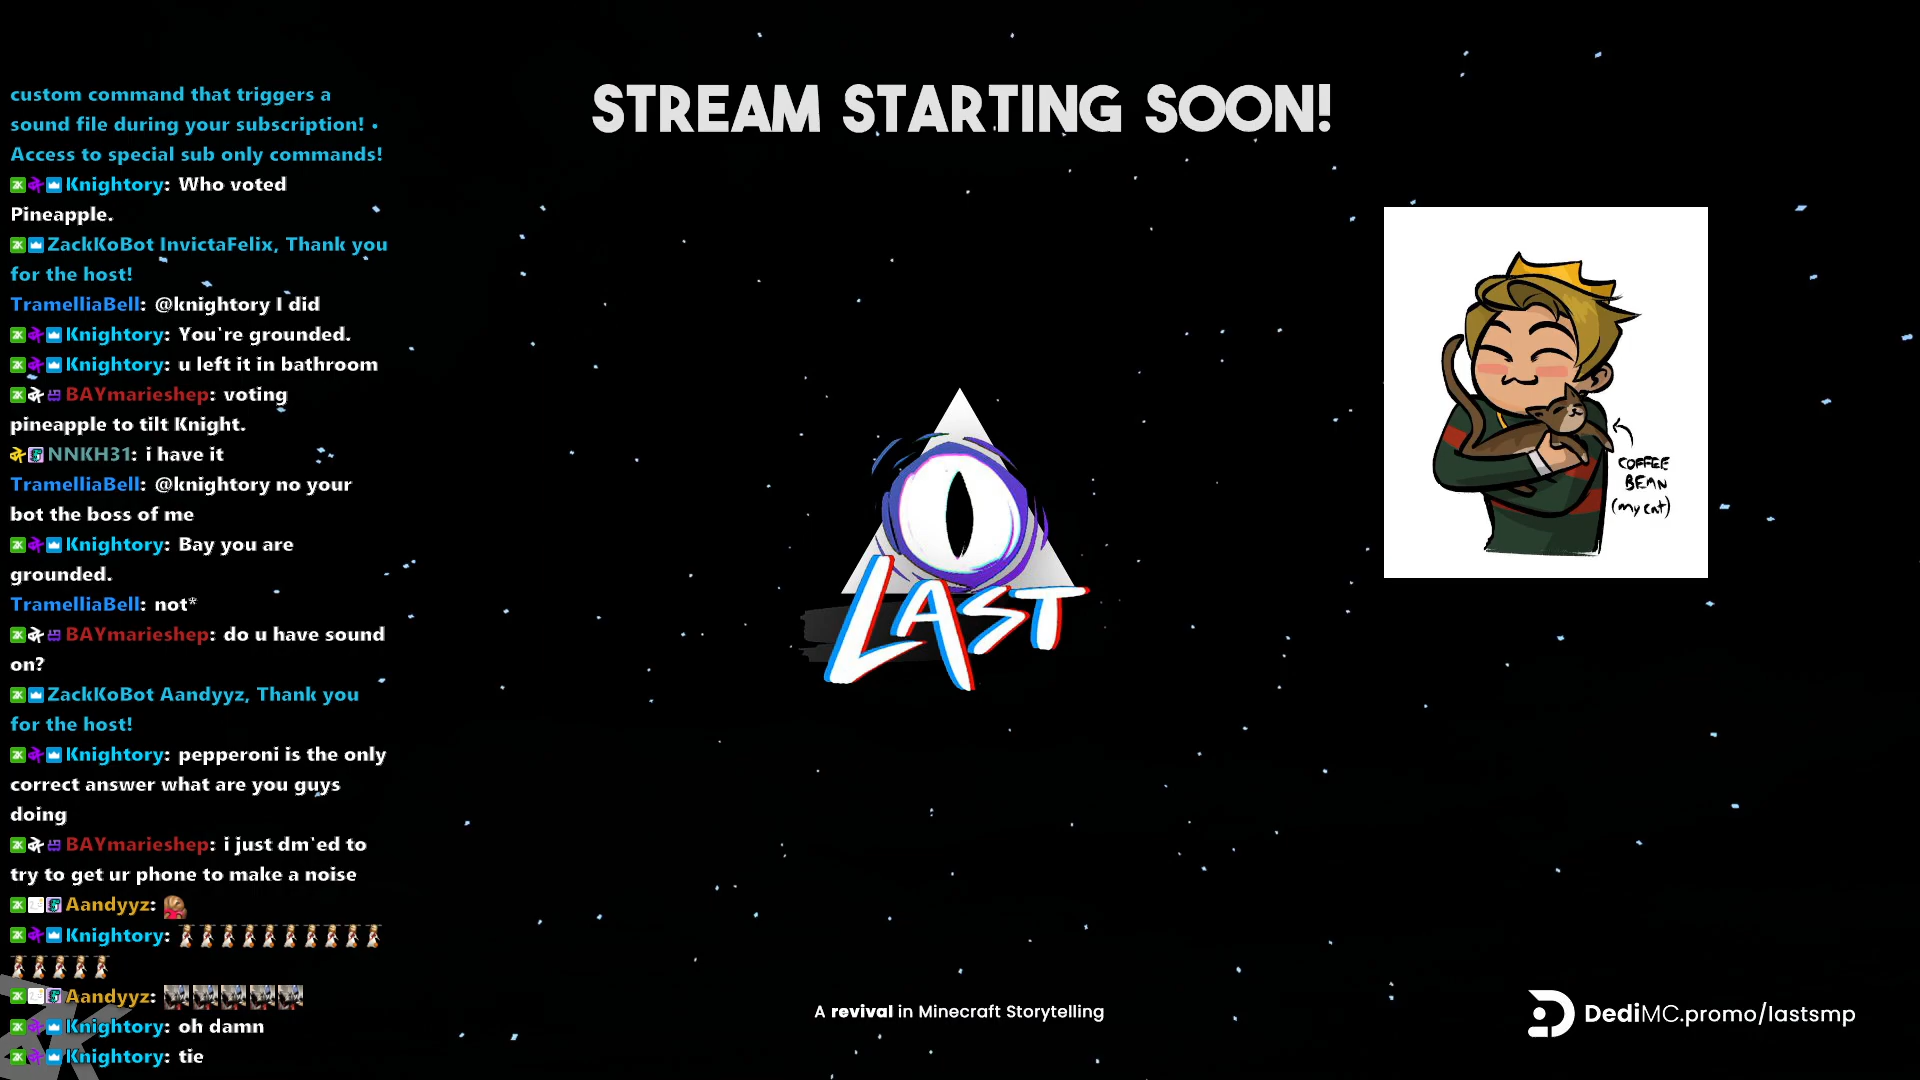 STREAM STARTING SOON!
custom command that triggers a
sound file during your subscription! •
Access to special sub only commands!
Knightory: Who voted
Pineapple.
ZackKoBot InvictaFelix, Thank you
for the host!
TramelliaBell: @knightory I did
Knightory: You're grounded.
Knightory: u left it in bathroom
BAYmarieshep: voting
pineapple to tilt Knight.
NNKH31: i have it
TramelliaBell: @knightory no your
bot the boss of me
Knightory: Bay you are
grounded.
TramelliaBell: not*
BAYmarieshep: do u have sound
on?
ZackKoBot Aandyyz, Thank you
for the host!
Knightory: pepperoni is the only
correct answer what are you guys
doing
BAYmarieshep: i just dm'ed to
try to get ur phone to make a noise
Aandyyz:
Knightory:
Aandyyz:
Knightory: oh damn
Knightory: tie
LAST
COFFEE
BEAN
(my cat)
A revival in Minecraft Storytelling
DediMC.promo/lastsmp